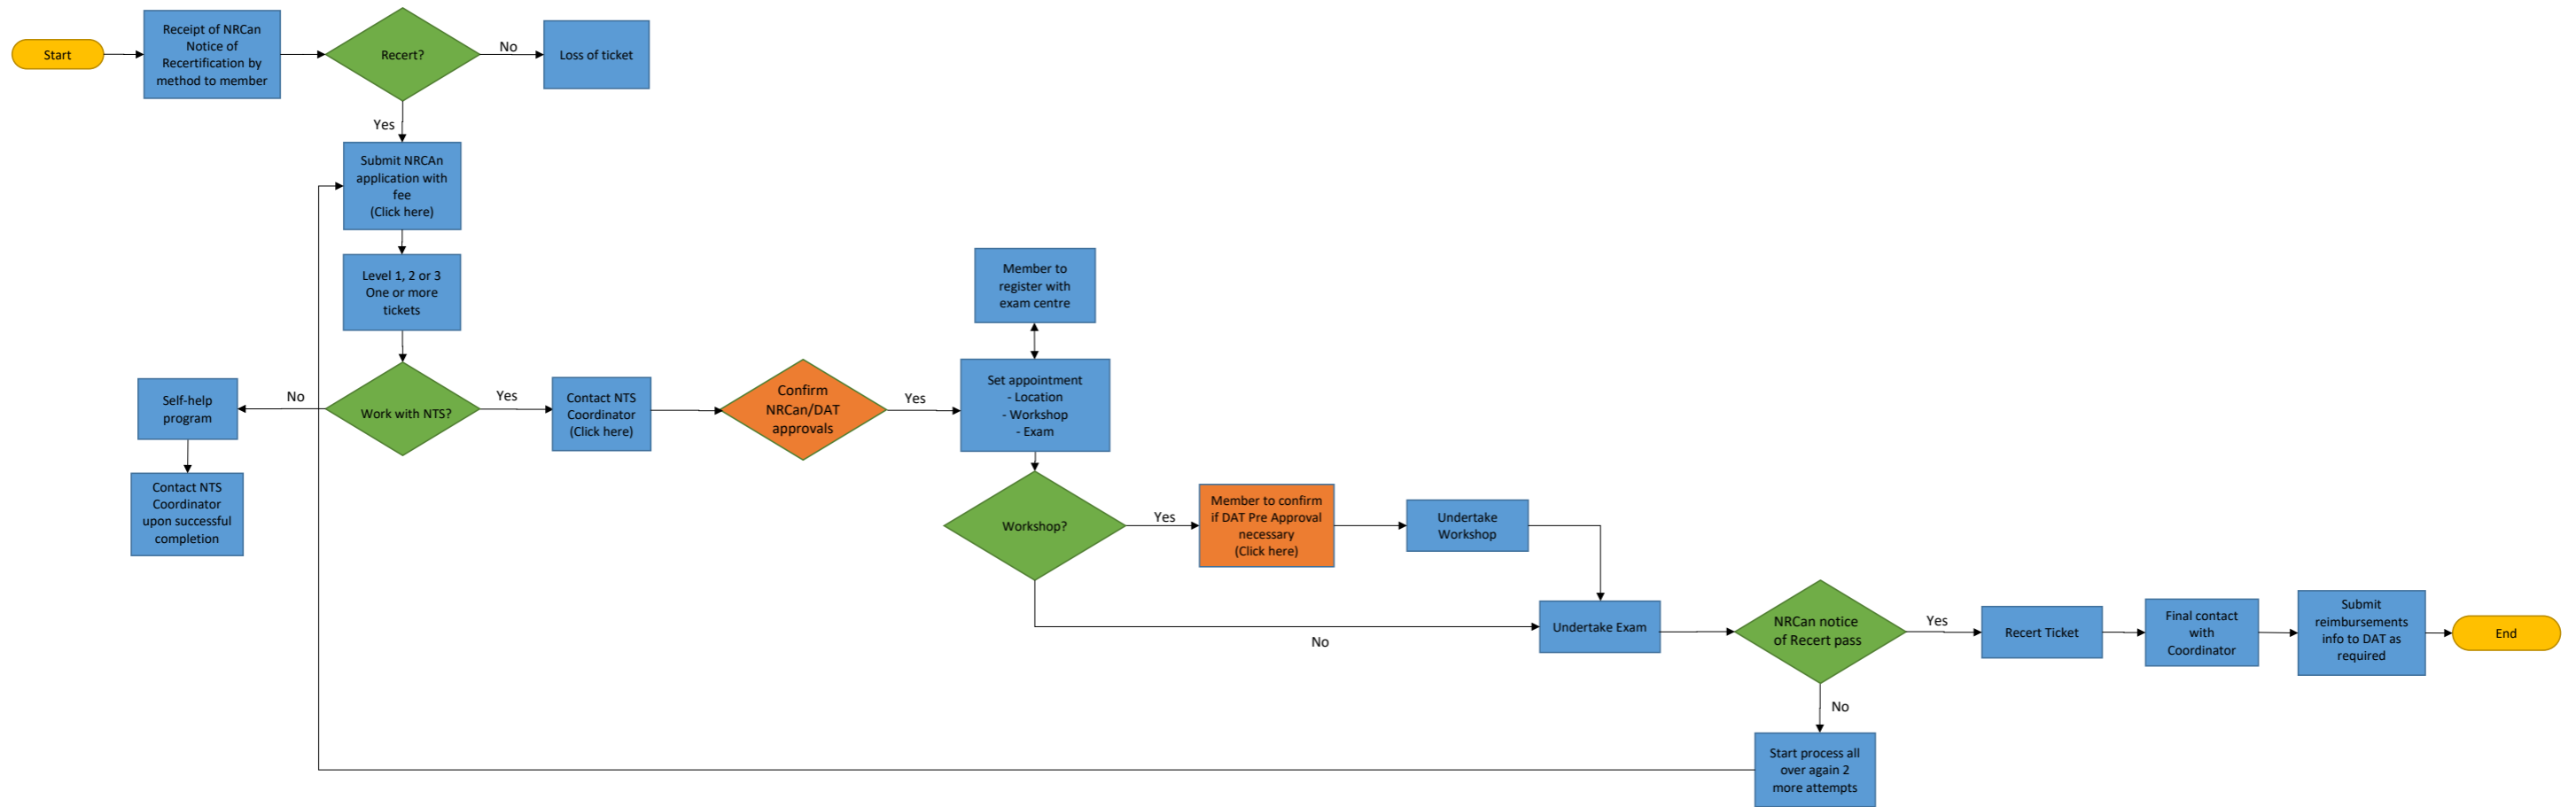 Start
Receipt of NRCan
Notice of
Recertification by
method to member
Recert?
No
Loss of ticket
Yes
Submit NRCAn
application with
fee
(Click here)
Level 1, 2 or 3
One or more
tickets
Work with NTS?
No
Self-help
program
Contact NTS
Coordinator
upon successful
completion
Yes
Contact NTS
Coordinator
(Click here)
Confirm
NRCan/DAT
approvals
Yes
Member to
register with
exam centre
Set appointment
- Location
- Workshop
- Exam
Workshop?
Yes
Member to confirm
if DAT Pre Approval
necessary
(Click here)
Undertake
Workshop
No
Undertake Exam
NRCan notice
of Recert pass
Yes
Recert Ticket
Final contact
with
Coordinator
Submit
reimbursements
info to DAT as
required
End
No
Start process all
over again 2
more attempts